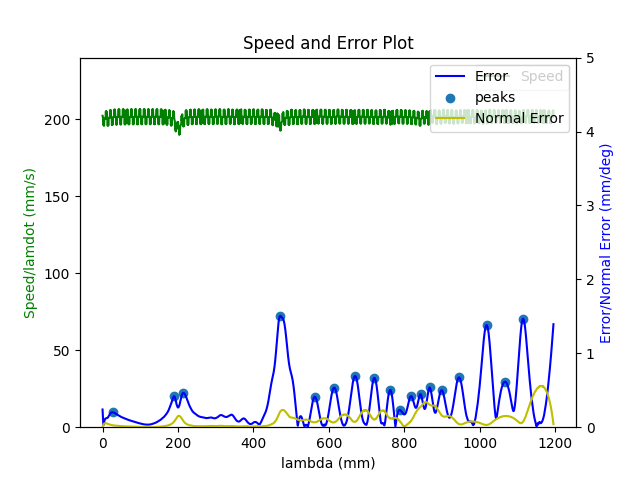 Speed and Error Plot
Error
Speed
peaks
Normal Error
Speed/lamdot (mm/s)
200
150
100
50
0
5
4
3
2
1
0
Error/Normal Error (mm/deg)
0 200 400 600 800 1000 1200
lambda (mm)